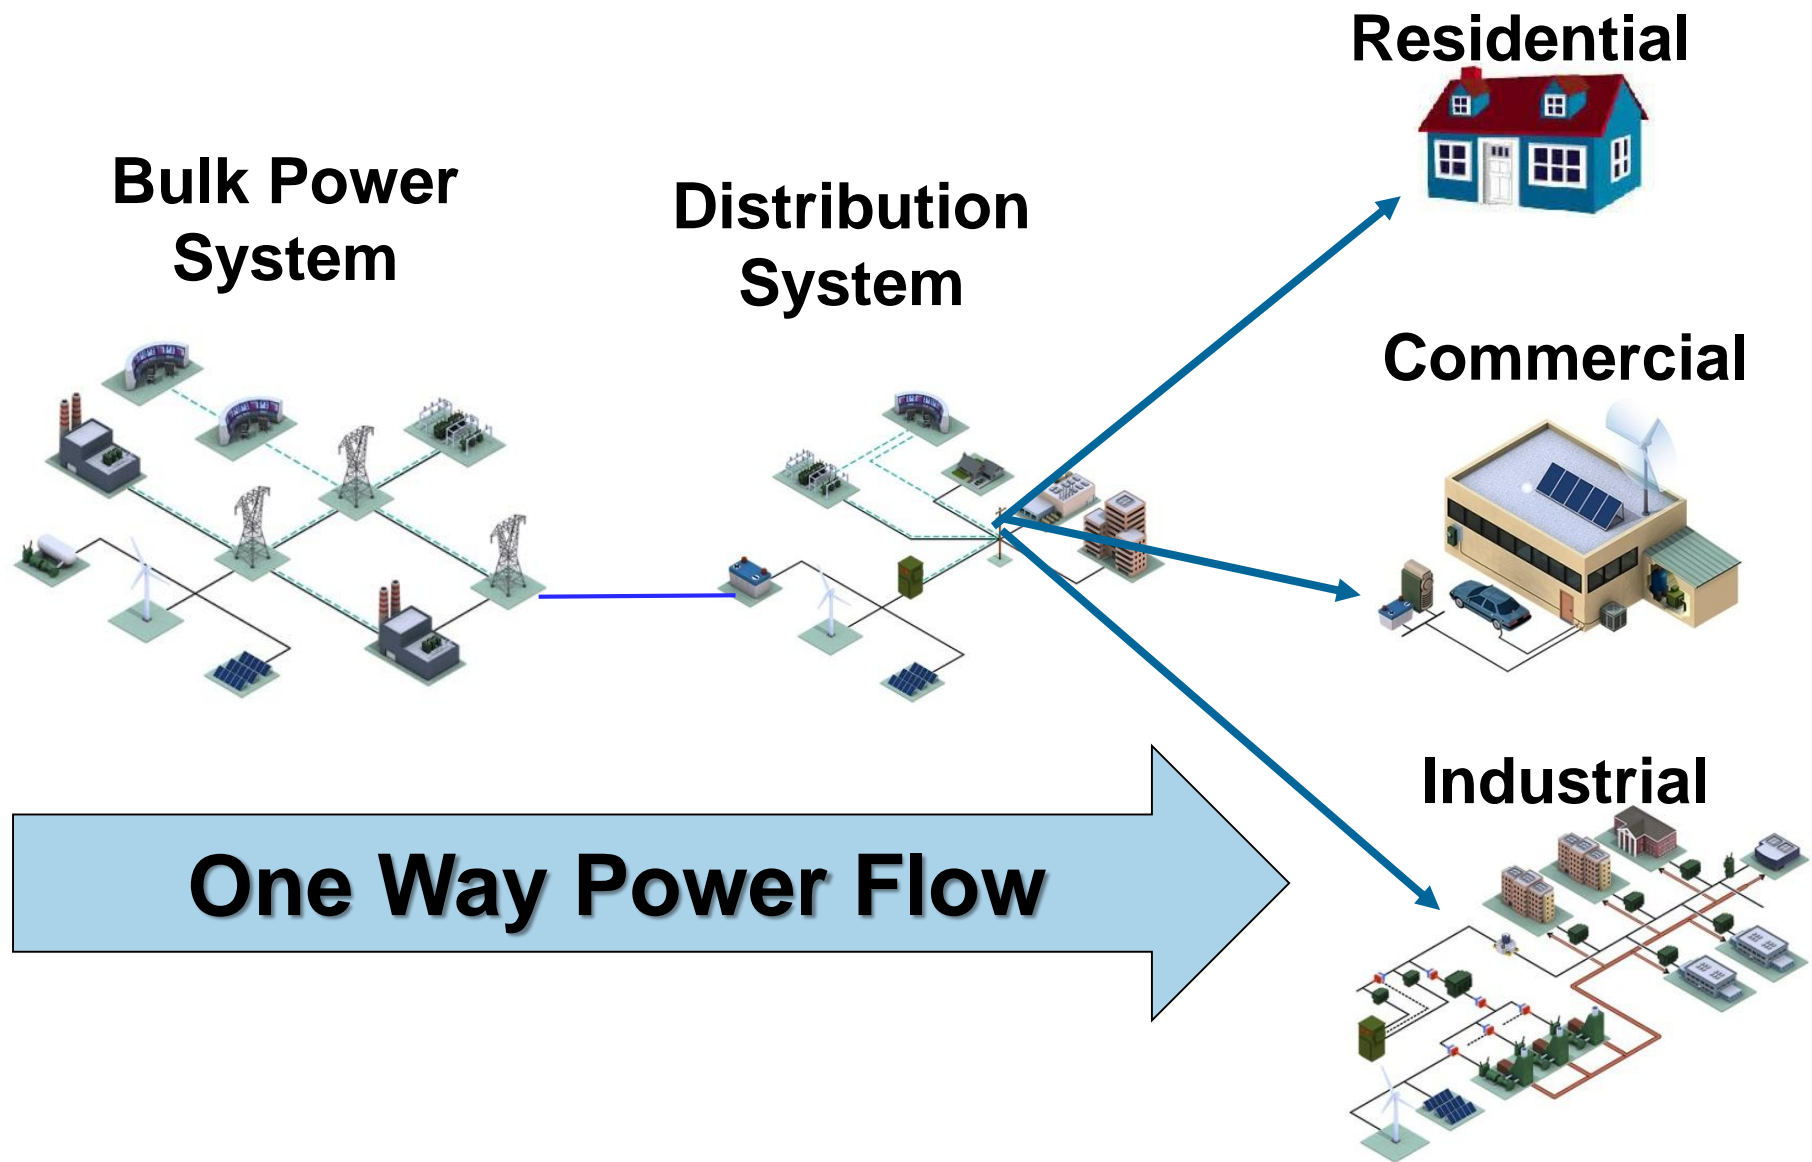 Residential
Bulk Power
System
Distribution
System
Commercial
Industrial
One Way Power Flow